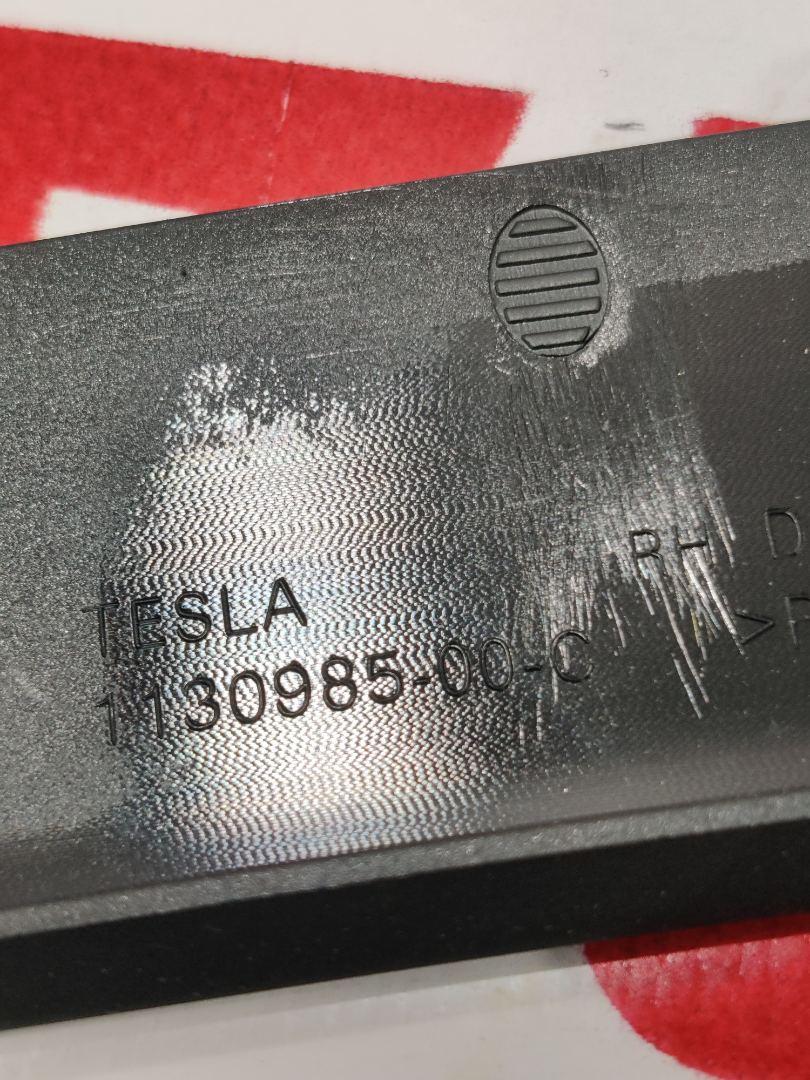 TESLA
1130985-00-C
RH D
>P